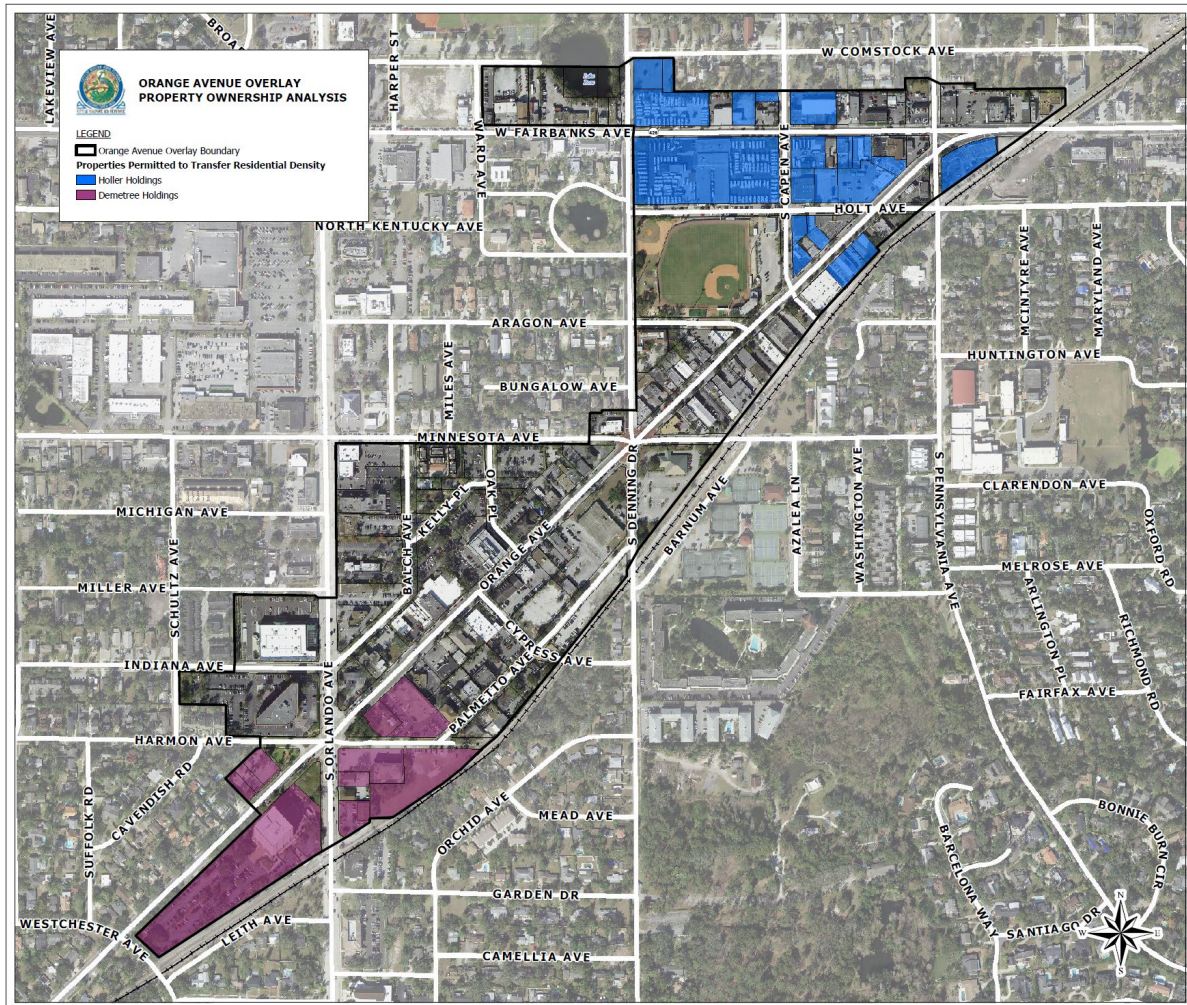 LAKEVIEW AVE
HARPER ST
W COMSTOCK AVE
ORANGE AVENUE OVERLAY
PROPERTY OWNERSHIP ANALYSIS
LEGEND
Orange Avenue Overlay Boundary
Properties Permitted to Transfer Residential Density
Holler Holdings
Demetree Holdings
Lake
Rose
WARD AVE
W FAIRBANKS AVE
426
S CAPEN AVE
HOLT AVE
NORTH KENTUCKY AVE
MCINTYRE AVE
MARYLAND AVE
ARAGON AVE
MILES AVE
HUNTINGTON AVE
BUNGALOW AVE
MINNESOTA AVE
OAK PL
KELLY PL
BALCH AVE
ORANGE AVE
S DENNING DR
BARNUM AVE
AZALEA LN
WASHINGTON AVE
S PENNSYLVANIA AVE
CLARENDON AVE
OXFORD RD
MICHIGAN AVE
SCHULTZ AVE
MILLER AVE
MELROSE AVE
ARLINGTON PL
RICHMOND RD
CYPRESS AVE
PALMETTO AVE
INDIANA AVE
FAIRFAX AVE
HARMON AVE
S ORLANDO AVE
CAVENDISH RD
SUFFOLK RD
ORCHID AVE
MEAD AVE
BARCELONA WAY
BONNIE BURN CIR
GARDEN DR
WESTCHESTER AVE
LEITH AVE
SANTIAGO DR
CAMELLIA AVE
N
W
E
S